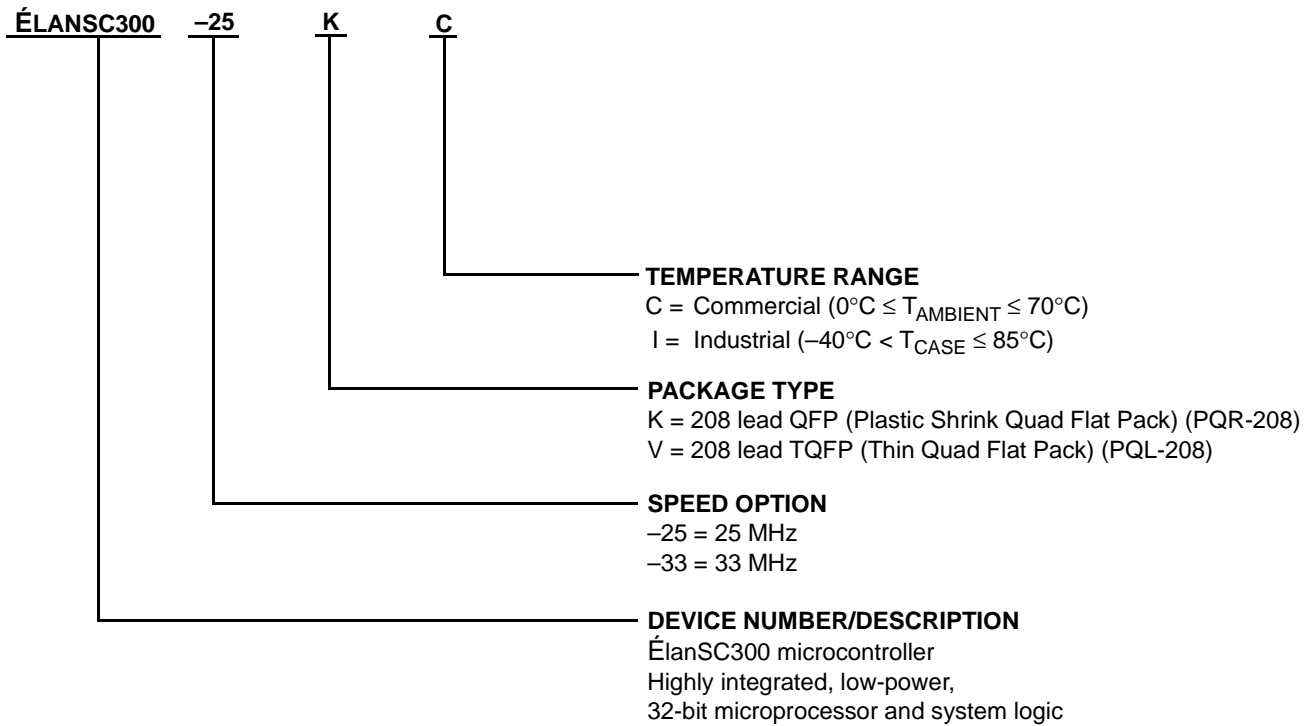 ÉLANSC300 –25 K C
TEMPERATURE RANGE
C = Commercial (0°C ≤ TAMBIENT ≤ 70°C)
I = Industrial (–40°C < TCASE ≤ 85°C)
PACKAGE TYPE
K = 208 lead QFP (Plastic Shrink Quad Flat Pack) (PQR-208)
V = 208 lead TQFP (Thin Quad Flat Pack) (PQL-208)
SPEED OPTION
–25 = 25 MHz
–33 = 33 MHz
DEVICE NUMBER/DESCRIPTION
ÉlanSC300 microcontroller
Highly integrated, low-power,
32-bit microprocessor and system logic